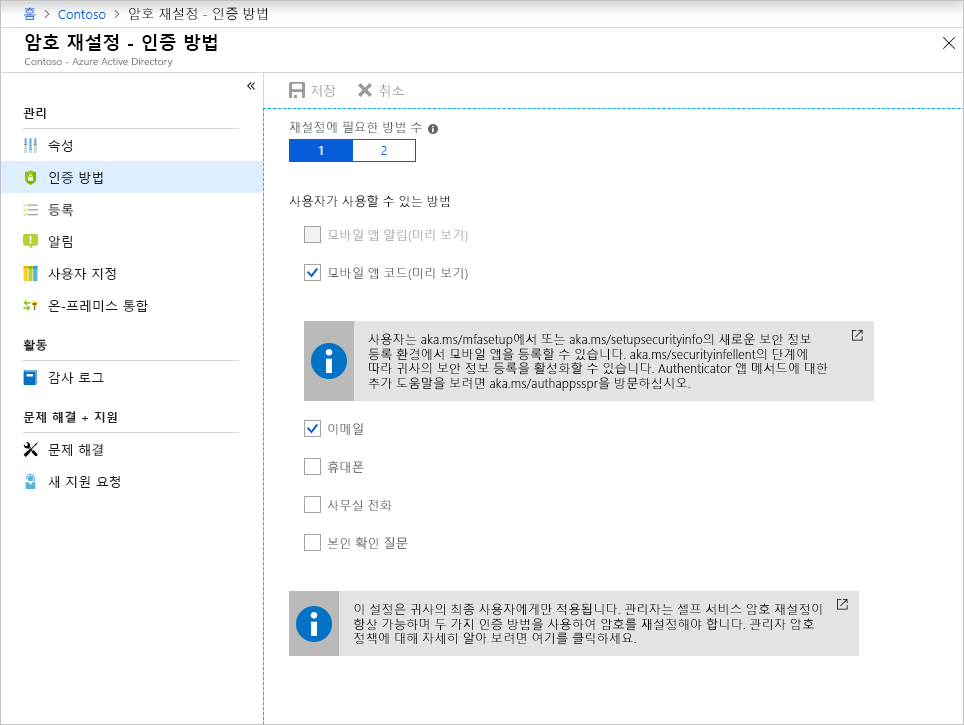 홈 > Contoso > 암호 재설정 - 인증 방법
암호 재설정 - 인증 방법
Contoso - Azure Active Directory
«
관리
속성
인증 방법
등록
알림
사용자 지정
온-프레미스 통합
활동
감사 로그
문제 해결 + 지원
문제 해결
새 지원 요청
저장 취소
재설정에 필요한 방법 수
1 2
사용자가 사용할 수 있는 방법
모바일 앱 알림(미리 보기)
모바일 앱 코드(미리 보기)
사용자는 aka.ms/mfasetup에서 또는 aka.ms/setupsecurityinfo의 새로운 보안 정보
등록 환경에서 모바일 앱을 등록할 수 있습니다. aka.ms/securityinfellent의 단계에
따라 귀사의 보안 정보 등록을 활성화할 수 있습니다. Authenticator 앱 메서드에 대한
추가 도움말을 보려면 aka.ms/authappsspr을 방문하십시오.
이메일
휴대폰
사무실 전화
본인 확인 질문
이 설정은 귀사의 최종 사용자에게만 적용됩니다. 관리자는 셀프 서비스 암호 재설정이
항상 가능하며 두 가지 인증 방법을 사용하여 암호를 재설정해야 합니다. 관리자 암호
정책에 대해 자세히 알아 보려면 여기를 클릭하세요.